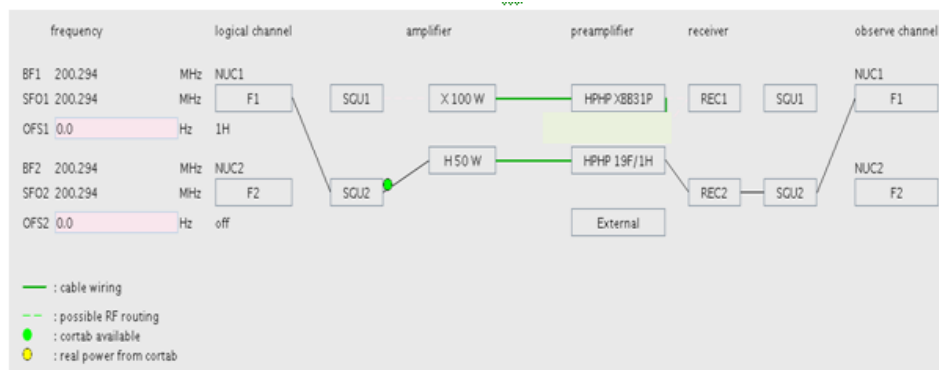 frequency logical channel amplifier preamplifier receiver observe channel
BF1 200.294 MHz NUC1 NUC1
SFO1 200.294 MHz F1 SGU1 X 100 W HPHP XBB31P REC1 SGU1 F1
OFS1 0.0 Hz 1H
BF2 200.294 MHz NUC2 H 50 W HPHP 19F/1H NUC2
SFO2 200.294 MHz F2 SGU2 REC2 SGU2 F2
OFS2 0.0 Hz off External
: cable wiring
: possible RF routing
: cortab available
: real power from cortab